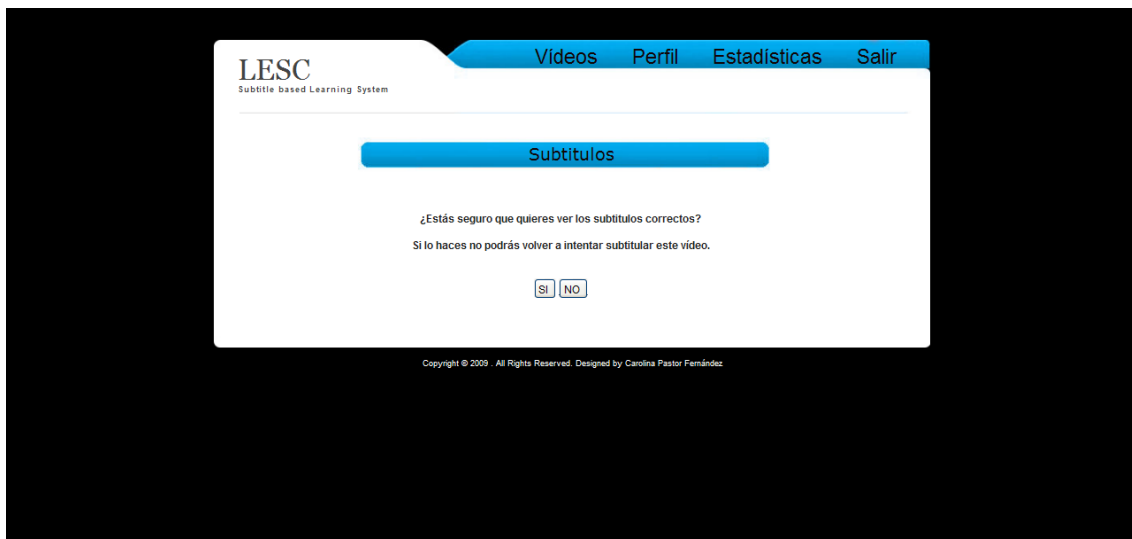 Vídeos Perfil Estadísticas Salir
LESC
Subtitle based Learning System
Subtitulos
¿Estás seguro que quieres ver los subtitulos correctos?
Si lo haces no podrás volver a intentar subtitular este vídeo.
SI NO
Copyright © 2009 . All Rights Reserved. Designed by Carolina Pastor Fernández